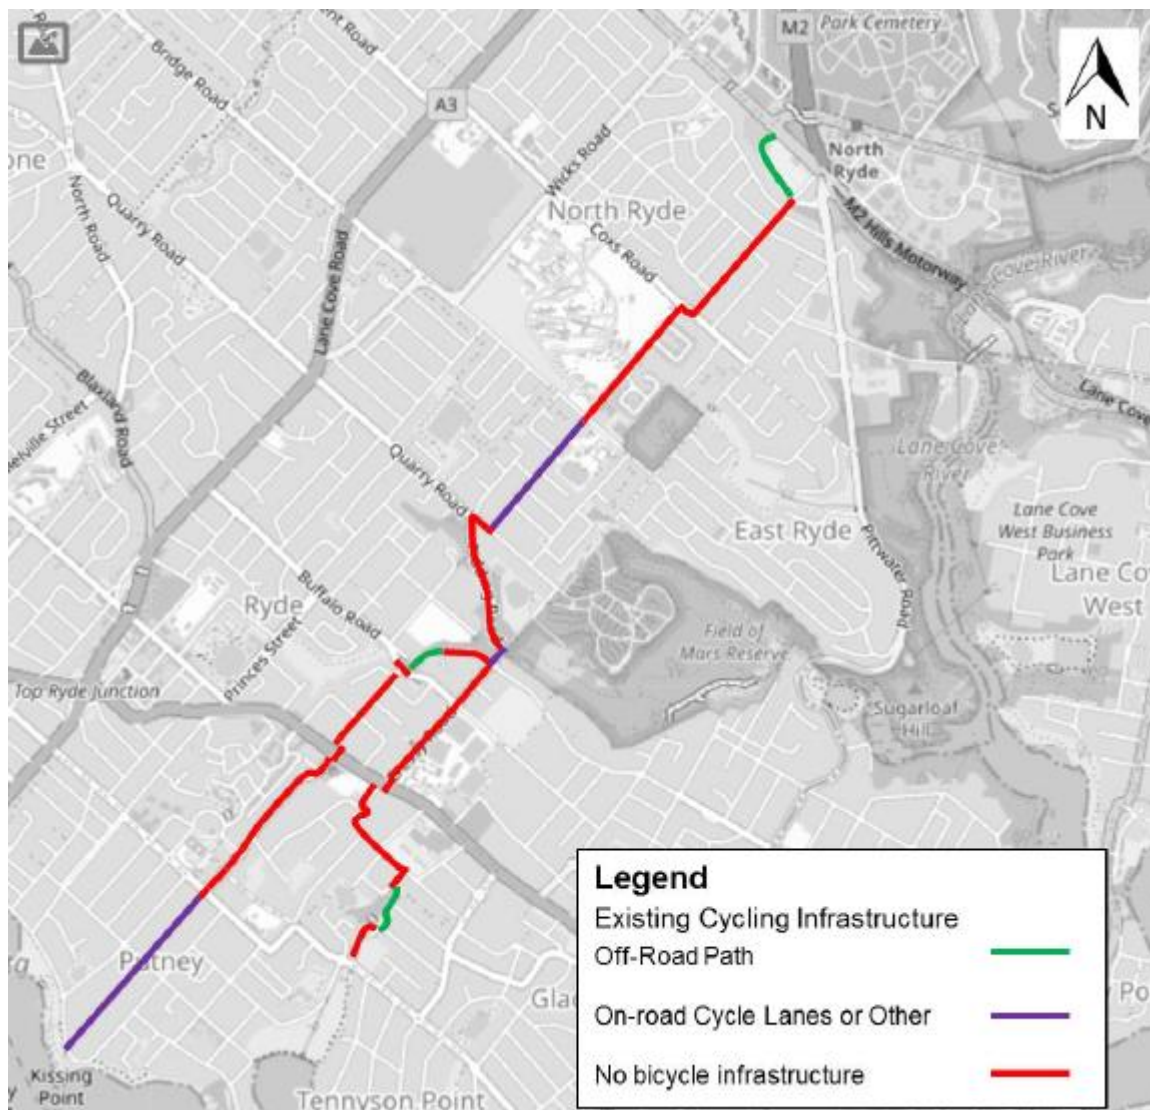 M2
Park Cemetery
Bridge Road
A3
N
North Ryde
Wicks Road
North Ryde
North Road
Quarry Road
Coxs Road
M2 Hills Motorway
Lane Cove Road
Blaxland Road
Lane Cove
Quarry Road
Lane Cove River
Lane Cove West Business Park
East Ryde
Pittwater Road
Buffalo Road
Ryde
Princes Street
Field of Mars Reserve
Top Ryde Junction
Sugarloaf Hill
West
Legend
Existing Cycling Infrastructure
Off-Road Path
Putney
On-road Cycle Lanes or Other
Kissing Point
No bicycle infrastructure
Tennyson Point